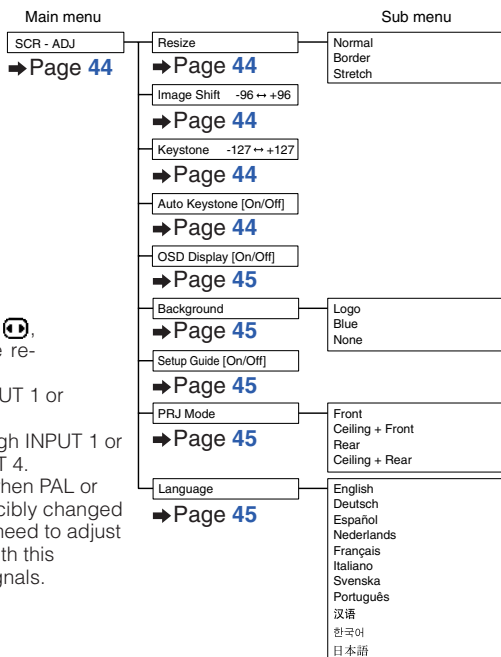 Main menu
Sub menu
SCR - ADJ
➡Page 44
Resize
➡Page 44
Normal
Border
Stretch
Image Shift -96 ↔ +96
➡Page 44
Keystone -127 ↔ +127
➡Page 44
Auto Keystone [On/Off]
➡Page 44
OSD Display [On/Off]
➡Page 45
Background
➡Page 45
Logo
Blue
None
Setup Guide [On/Off]
➡Page 45
PRJ Mode
➡Page 45
Front
Ceiling + Front
Rear
Ceiling + Rear
Language
➡Page 45
English
Deutsch
Español
Nederlands
Français
Italiano
Svenska
Português
汉语
한국어
日本語
,
e re-
UT 1 or
gh INPUT 1 or
T 4.
hen PAL or
cibly changed
need to adjust
th this
gnals.